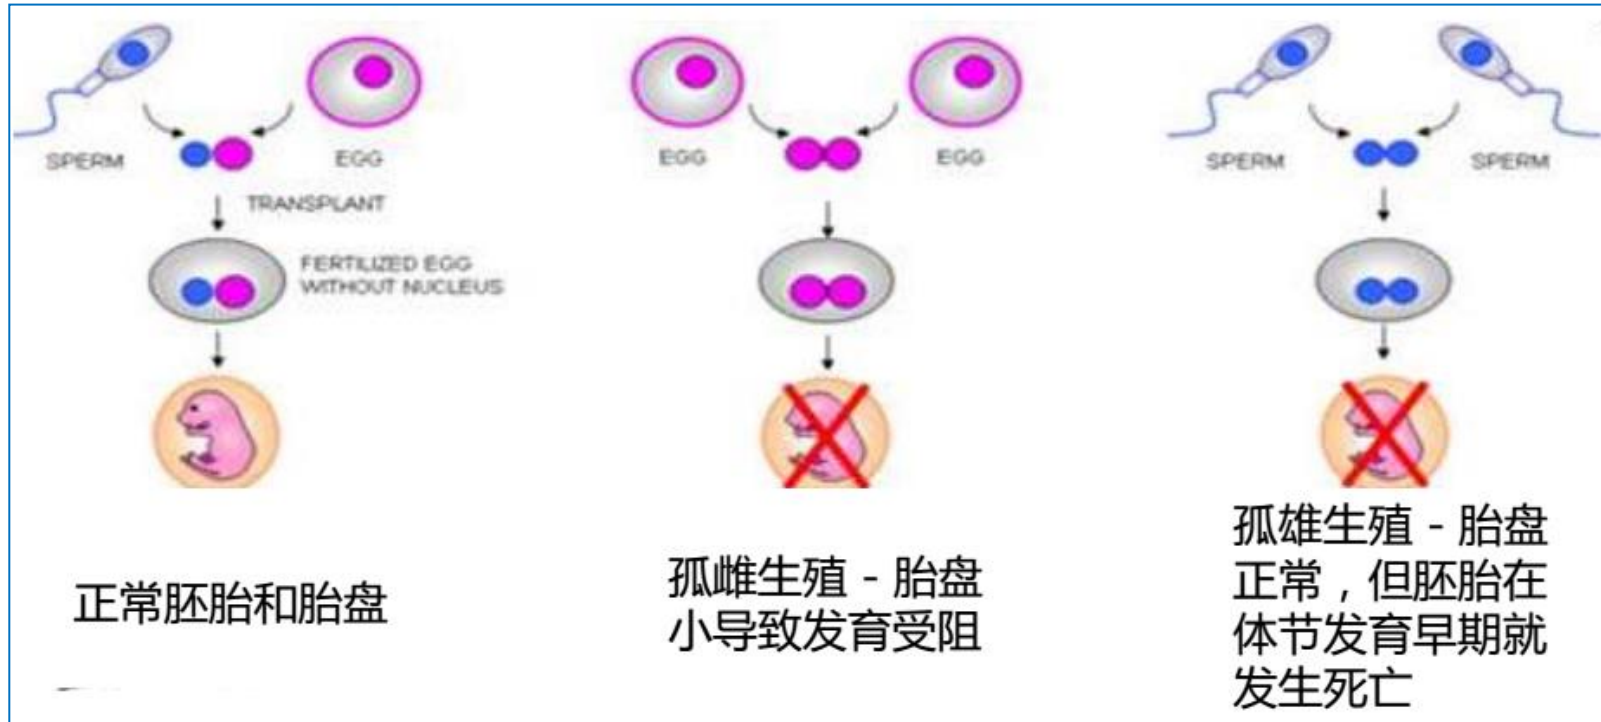 SPERM
EGG
TRANSPLANT
FERTILIZED EGG
WITHOUT NUCLEUS
正常胚胎和胎盘
EGG
EGG
孤雌生殖 - 胎盘
小导致发育受阻
SPERM
SPERM
孤雄生殖 - 胎盘
正常，但胚胎在
体节发育早期就
发生死亡